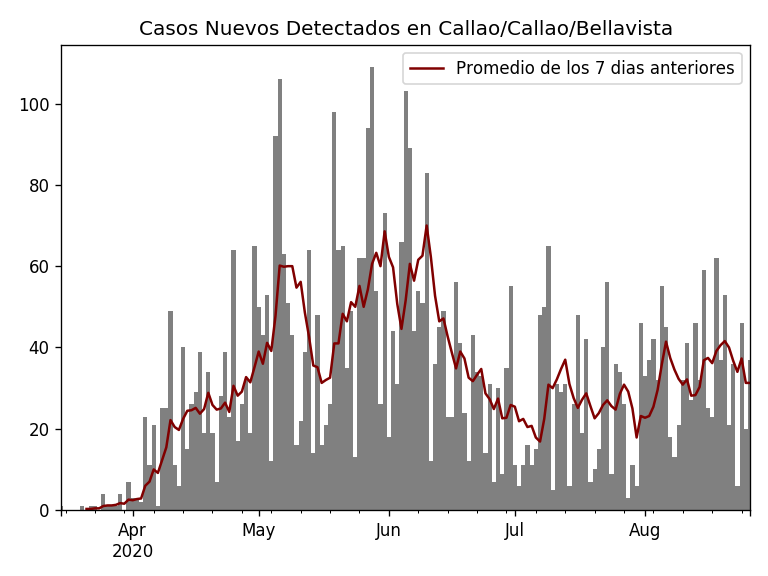 Casos Nuevos Detectados en Callao/Callao/Bellavista
Promedio de los 7 dias anteriores
100
80
60
40
20
0
Apr May Jun Jul Aug
2020